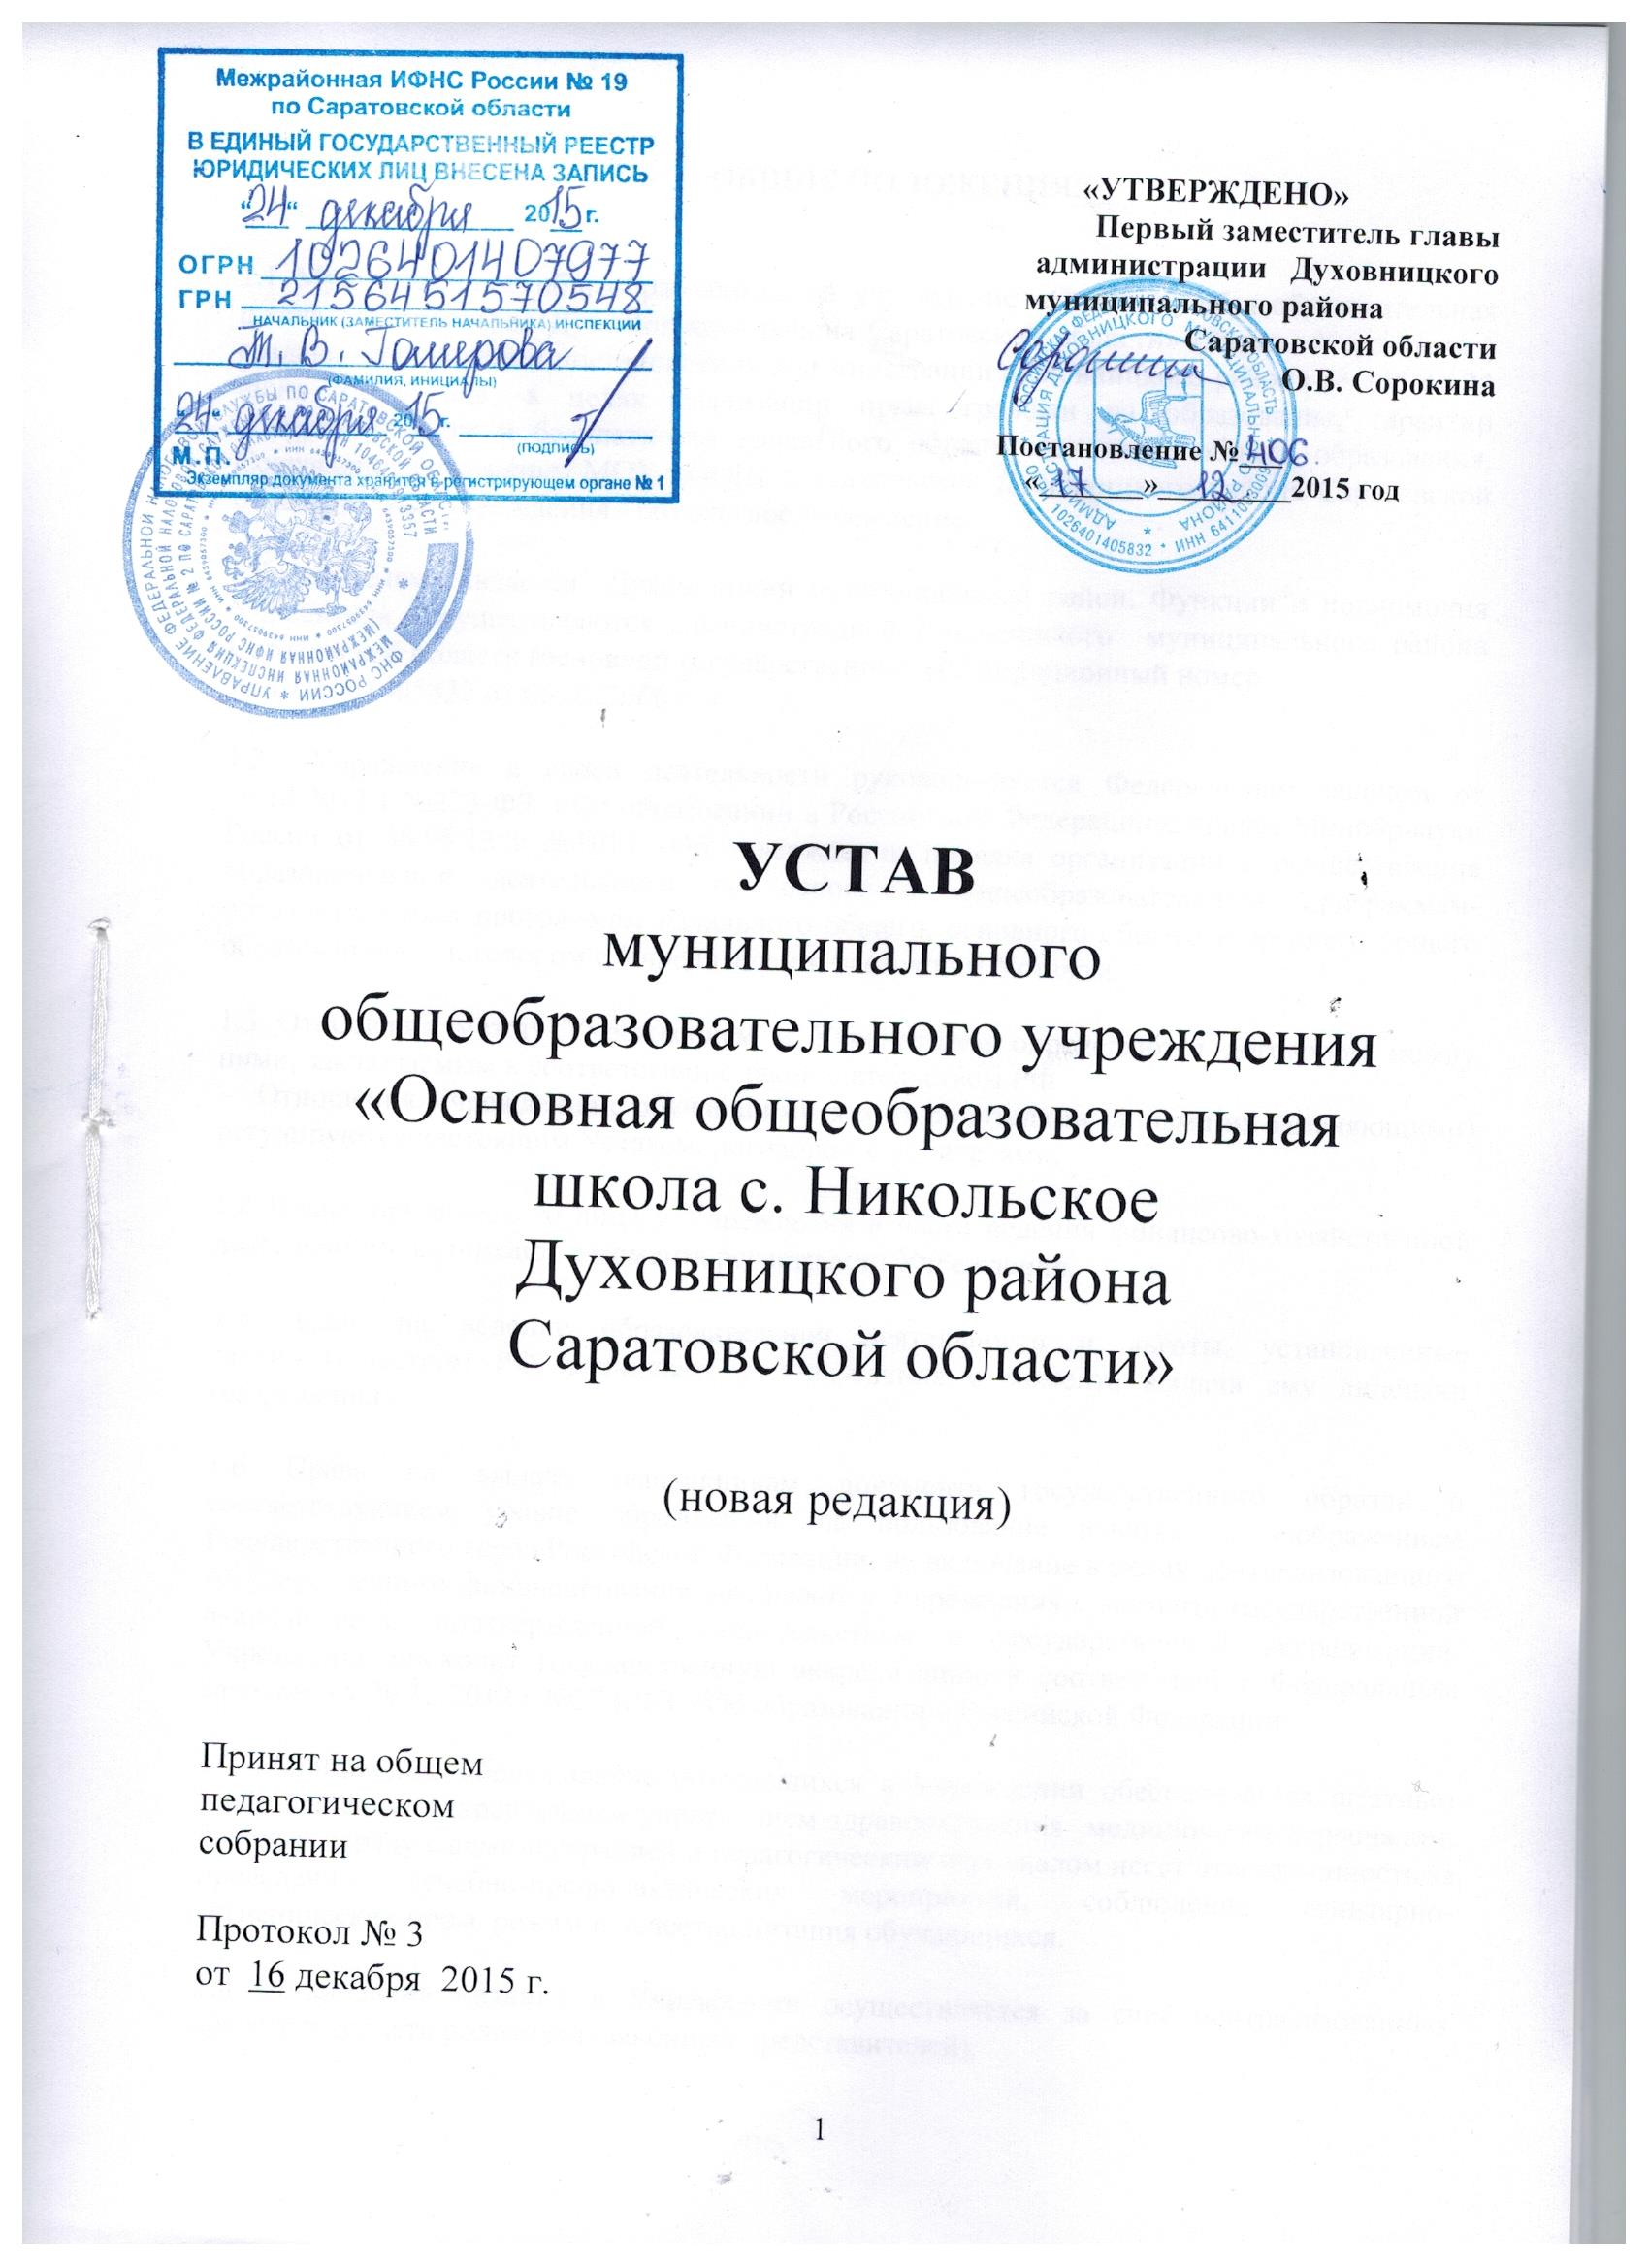 Межрайонная ИФНС России № 19
по Саратовской области
В ЕДИНЫЙ ГОСУДАРСТВЕННЫЙ РЕЕСТР
ЮРИДИЧЕСКИХ ЛИЦ ВНЕСЕНА ЗАПИСЬ
"24" декабря 2015 г.
ОГРН 1026401407977
ГРН 2156451570548
НАЧАЛЬНИК (ЗАМЕСТИТЕЛЬ НАЧАЛЬНИКА) ИНСПЕКЦИИ
Т. В. Гомерова
(ФАМИЛИЯ, ИНИЦИАЛЫ)
"24" декабря 2015 г.
(ПОДПИСЬ)
М.П.
Экземпляр документа хранится в регистрирующем органе № 1
«УТВЕРЖДЕНО»
Первый заместитель главы
администрации Духовницкого
муниципального района
Саратовской области
О.В. Сорокина
Постановление № 406.
«17» 12 2015 год
УСТАВ
муниципального
общеобразовательного учреждения
«Основная общеобразовательная
школа с. Никольское
Духовницкого района
Саратовской области»
(новая редакция)
Принят на общем
педагогическом
собрании
Протокол № 3
от 16 декабря 2015 г.
1